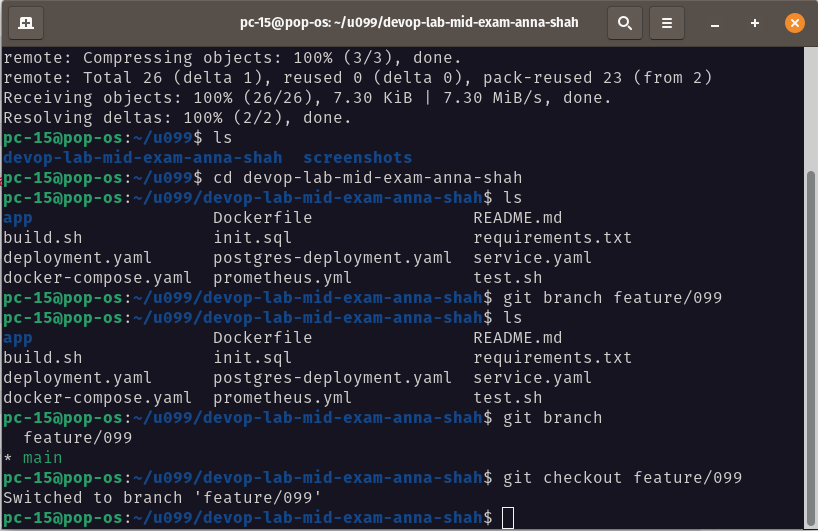 pc-15@pop-os: ~/u099/devop-lab-mid-exam-anna-shah
remote: Compressing objects: 100% (3/3), done.
remote: Total 26 (delta 1), reused 0 (delta 0), pack-reused 23 (from 2)
Receiving objects: 100% (26/26), 7.30 KiB | 7.30 MiB/s, done.
Resolving deltas: 100% (2/2), done.
pc-15@pop-os:~/u099$ ls
devop-lab-mid-exam-anna-shah  screenshots
pc-15@pop-os:~/u099$ cd devop-lab-mid-exam-anna-shah
pc-15@pop-os:~/u099/devop-lab-mid-exam-anna-shah$ ls
app                  Dockerfile                README.md
build.sh             init.sql                  requirements.txt
deployment.yaml      postgres-deployment.yaml  service.yaml
docker-compose.yaml  prometheus.yml            test.sh
pc-15@pop-os:~/u099/devop-lab-mid-exam-anna-shah$ git branch feature/099
pc-15@pop-os:~/u099/devop-lab-mid-exam-anna-shah$ ls
app                  Dockerfile                README.md
build.sh             init.sql                  requirements.txt
deployment.yaml      postgres-deployment.yaml  service.yaml
docker-compose.yaml  prometheus.yml            test.sh
pc-15@pop-os:~/u099/devop-lab-mid-exam-anna-shah$ git branch
  feature/099
* main
pc-15@pop-os:~/u099/devop-lab-mid-exam-anna-shah$ git checkout feature/099
Switched to branch 'feature/099'
pc-15@pop-os:~/u099/devop-lab-mid-exam-anna-shah$